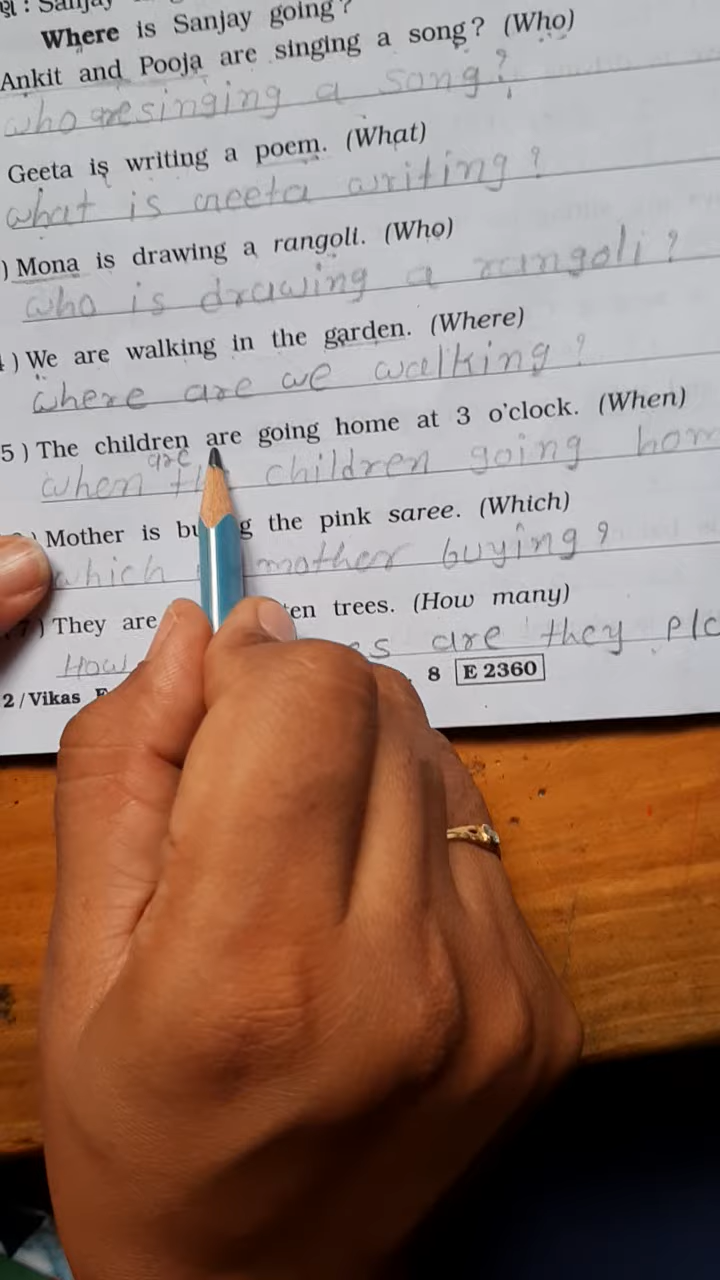 : Sanjay
Where is Sanjay going?
Ankit and Pooja are singing a song? (Who)
who are singing a song?
Geeta is writing a poem. (What)
what is Geeta writing?
) Mona is drawing a rangoli. (Who)
who is drawing a rangoli?
) We are walking in the garden. (Where)
where are we walking?
5) The children are going home at 3 o'clock. (When)
are
when children going hom
) Mother is the pink saree. (Which)
which mother buying?
7) They are ten trees. (How many)
How are they
2/Vikas 8 E 2360